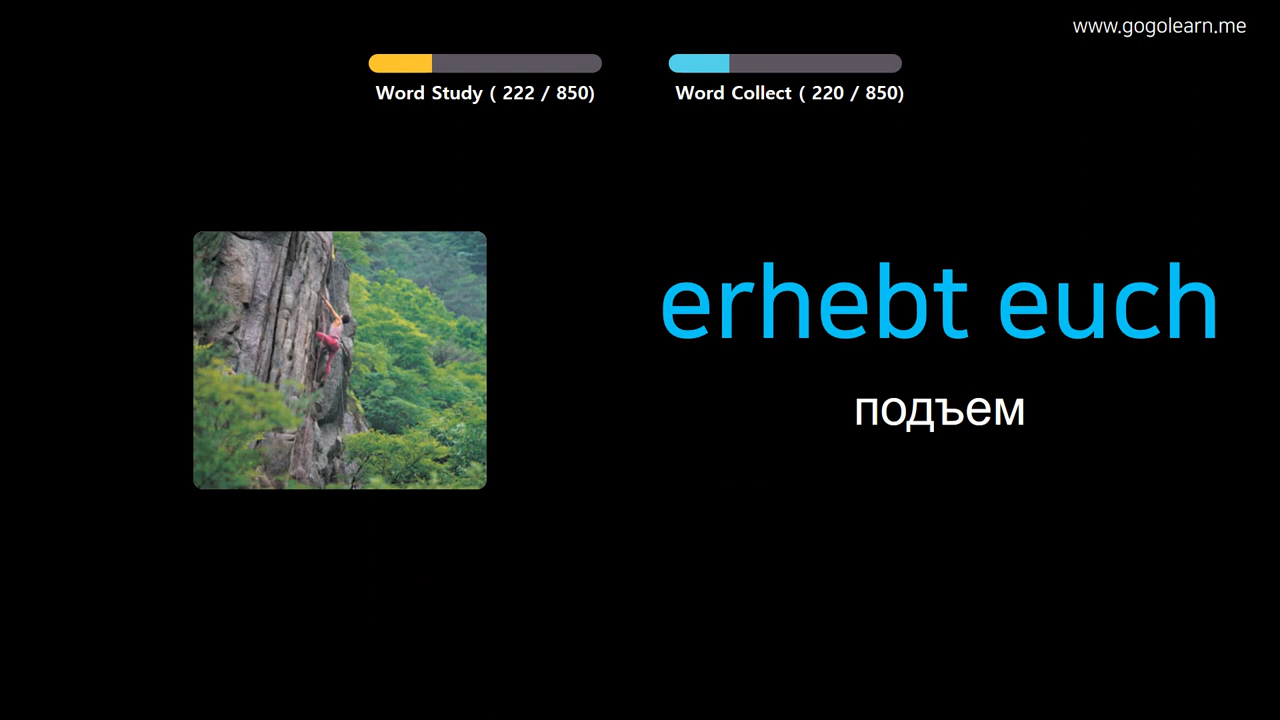 www.gogolearn.me
Word Study ( 222 / 850)
Word Collect ( 220 / 850)
erhebt euch
подъем